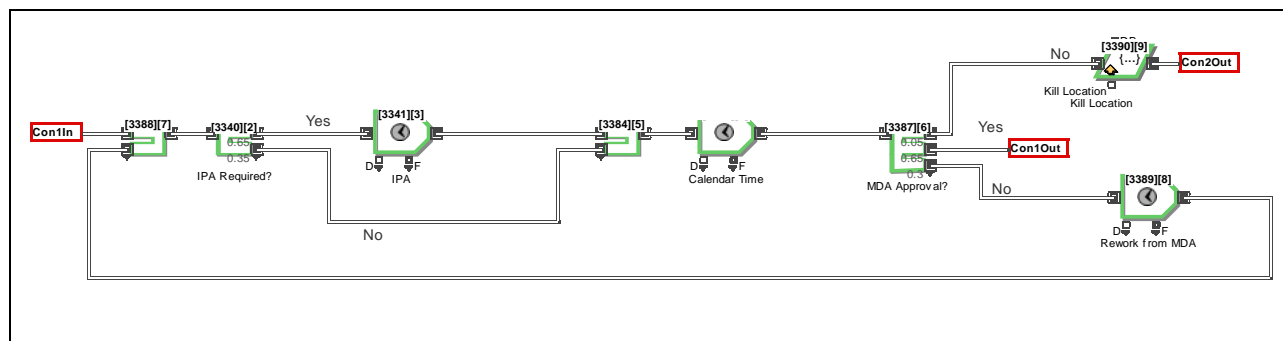 [3390][9]
{...}
No
Con2Out
Kill Location
Kill Location
Con1In
[3388][7]
[3340][2]
Yes
[3341][3]
[3384][5]
[3387][6]
Yes
0.65
0.35
0.05
0.65
0.3
Con1Out
D
F
D
F
IPA Required?
IPA
Calendar Time
MDA Approval?
No
[3389][8]
No
D
F
Rework from MDA